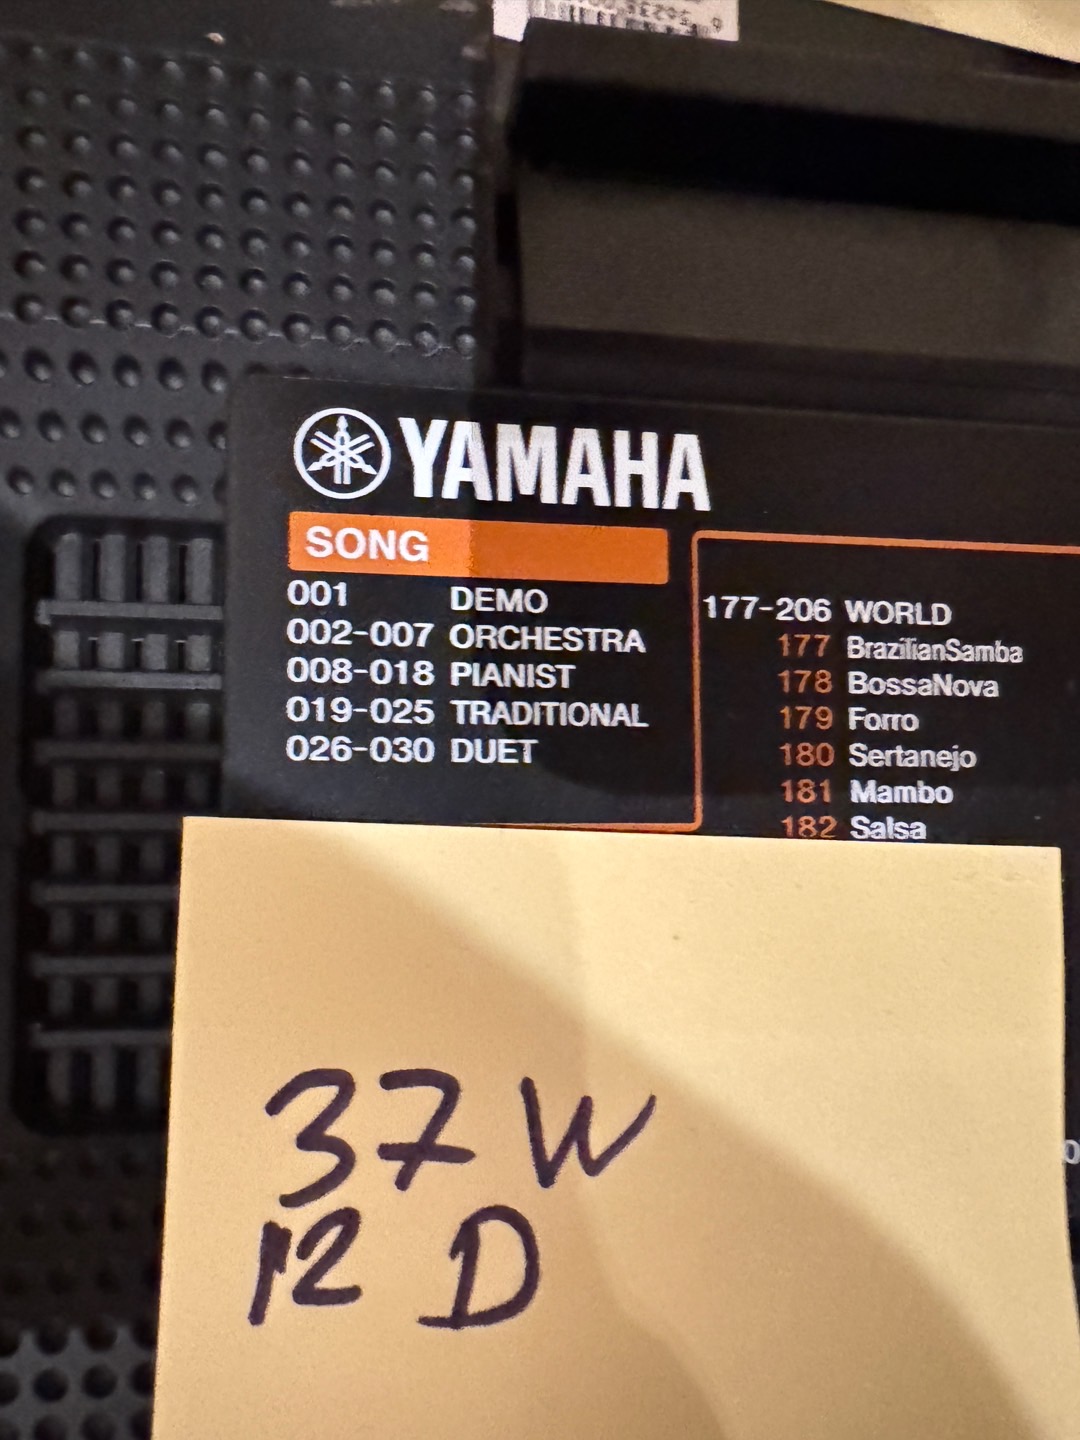 YAMAHA
SONG
001 DEMO
002-007 ORCHESTRA
008-018 PIANIST
019-025 TRADITIONAL
026-030 DUET
177-206 WORLD
177 BrazilianSamba
178 BossaNova
179 Forro
180 Sertanejo
181 Mambo
182 Salsa
37 W
12 D